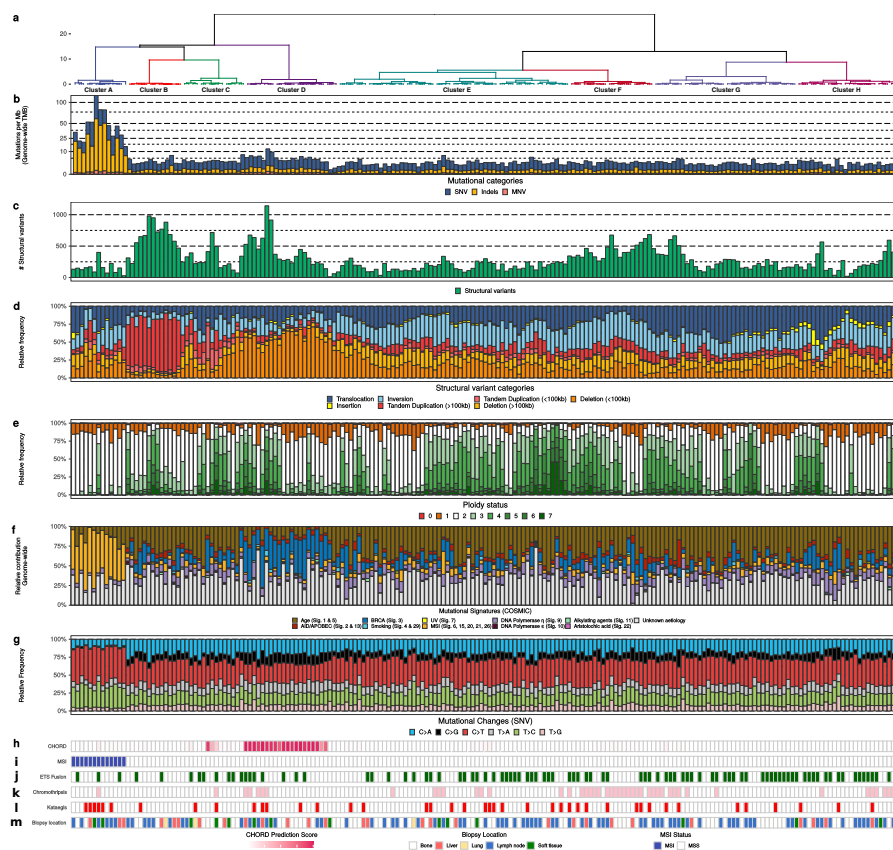 a
20
10
0
Cluster A Cluster B Cluster C Cluster D Cluster E Cluster F Cluster G Cluster H
b
Mutations per Mb
(Genome-wide TMB)
100
50
25
10
0
Mutational categories
SNV Indels MNV
c
# Structural variants
1000
500
0
Structural variants
d
Relative frequency
100%
75%
50%
25%
0%
Structural variant categories
Translocation Inversion Tandem Duplication (<100kb) Deletion (<100kb)
Insertion Tandem Duplication (>100kb) Deletion (>100kb)
e
Relative frequency
100%
75%
50%
25%
0%
Ploidy status
0 1 2 3 4 5 6 7
f
Relative contribution
Genome-wide
100%
75%
50%
25%
0%
Mutational Signatures (COSMIC)
Age (Sig. 1 & 5) BRCA (Sig. 3) UV (Sig. 7) DNA Polymerase η (Sig. 9) Alkylating agents (Sig. 11) Unknown aetiology
AID/APOBEC (Sig. 2 & 13) Smoking (Sig. 4 & 29) MSI (Sig. 6, 15, 20, 21, 26) DNA Polymerase ε (Sig. 10) Aristolochic acid (Sig. 22)
g
Relative Frequency
100%
75%
50%
25%
0%
Mutational Changes (SNV)
C>A C>G C>T T>A T>C T>G
h CHORD
i MSI
j ETS Fusion
k Chromothripsis
l Kataegis
m Biopsy location
CHORD Prediction Score Biopsy Location MSI Status
Bone Liver Lung Lymph node Soft tissue MSI MSS